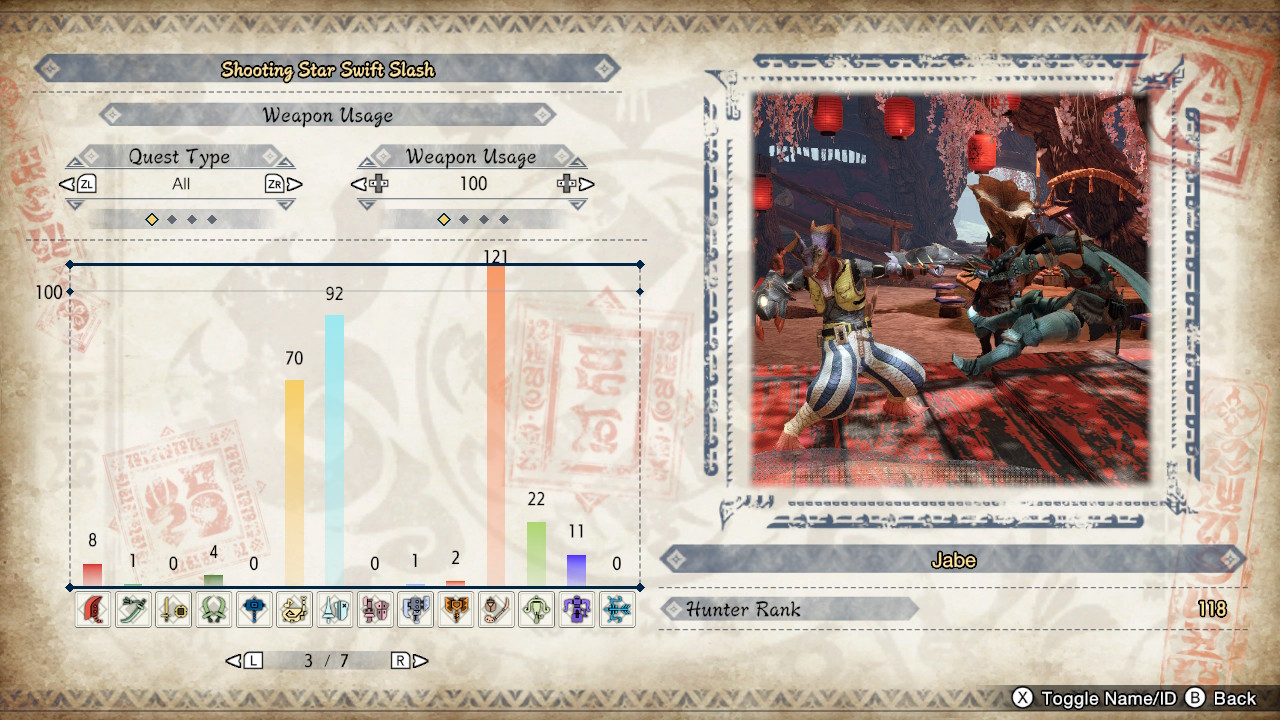 Shooting Star Swift Slash
Weapon Usage
Quest Type
Weapon Usage
ZL
All
ZR
100
121
100
92
70
22
11
8
1
0
4
0
0
1
2
0
L
3 / 7
R
Jabe
Hunter Rank
118
X Toggle Name/ID B Back